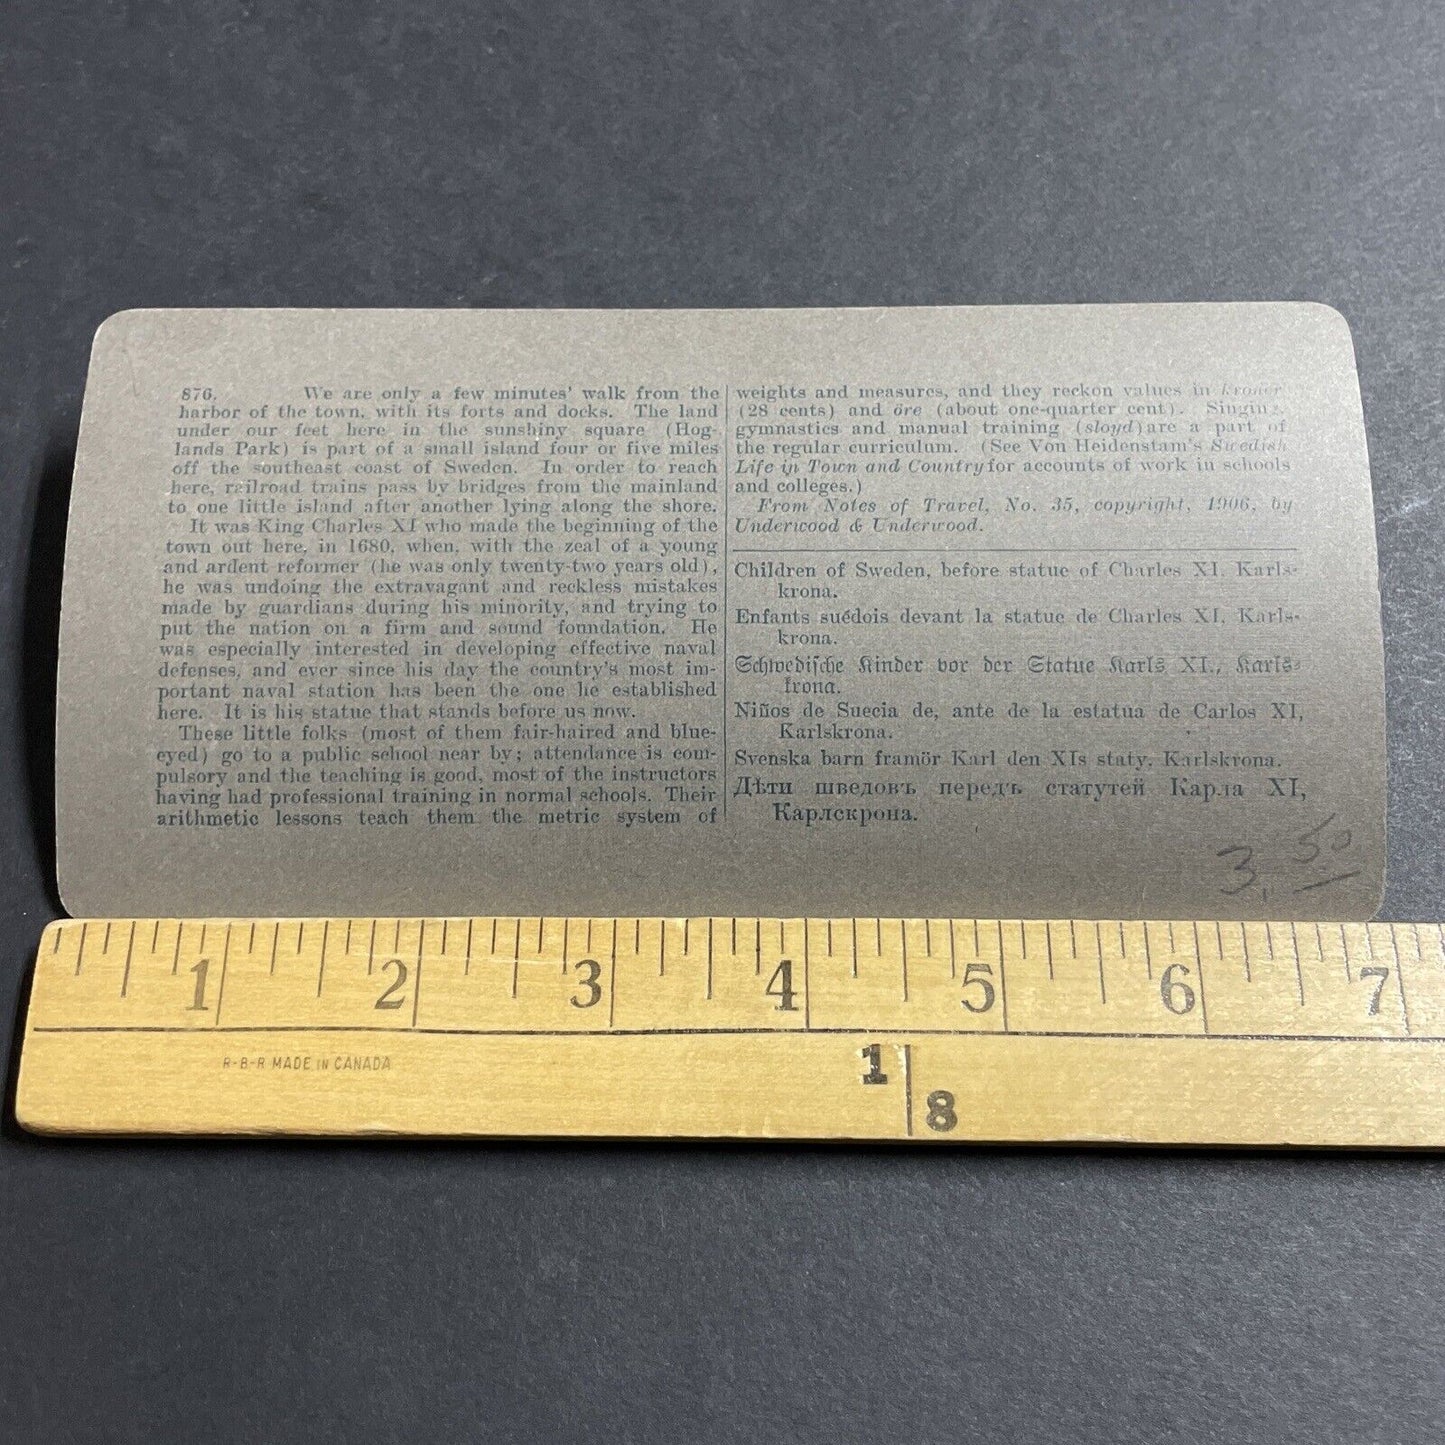 876. We are only a few minutes' walk from the
harbor of the town, with its forts and docks. The land
under our feet here in the sunshiny square (Hog-
lands Park) is part of a small island four or five miles
off the southeast coast of Sweden. In order to reach
here, railroad trains pass by bridges from the mainland
to one little island after another lying along the shore.
It was King Charles XI who made the beginning of the
town out here, in 1680, when, with the zeal of a young
and ardent reformer (he was only twenty-two years old),
he was undoing the extravagant and reckless mistakes
made by guardians during his minority, and trying to
put the nation on a firm and sound foundation. He
was especially interested in developing effective naval
defenses, and ever since his day the country's most im-
portant naval station has been the one he established
here. It is his statue that stands before us now.
These little folks (most of them fair-haired and blue-
eyed) go to a public school near by; attendance is com-
pulsory and the teaching is good, most of the instructors
having had professional training in normal schools. Their
arithmetic lessons teach them the metric system of
weights and measures, and they reckon values in kroner
(28 cents) and öre (about one-quarter cent). Singing,
gymnastics and manual training (sloyd) are a part of
the regular curriculum. (See Von Heidenstam's Swedish
Life in Town and Country for accounts of work in schools
and colleges.)
From Notes of Travel, No. 35, copyright, 1906, by
Underwood & Underwood.
Children of Sweden, before statue of Charles XI, Karls-
krona.
Enfants suédois devant la statue de Charles XI, Karls-
krona.
Schwedische Kinder vor der Statue Karls XI., Karls-
krona.
Niños de Suecia de, ante de la estatua de Carlos XI,
Karlskrona.
Svenska barn framör Karl den XIs staty, Karlskrona.
Дѣти шведовъ передъ статутей Карла XI,
Карлскрона.
3.50
1 2 3 4 5 6 7
R-B-R MADE IN CANADA
1
8